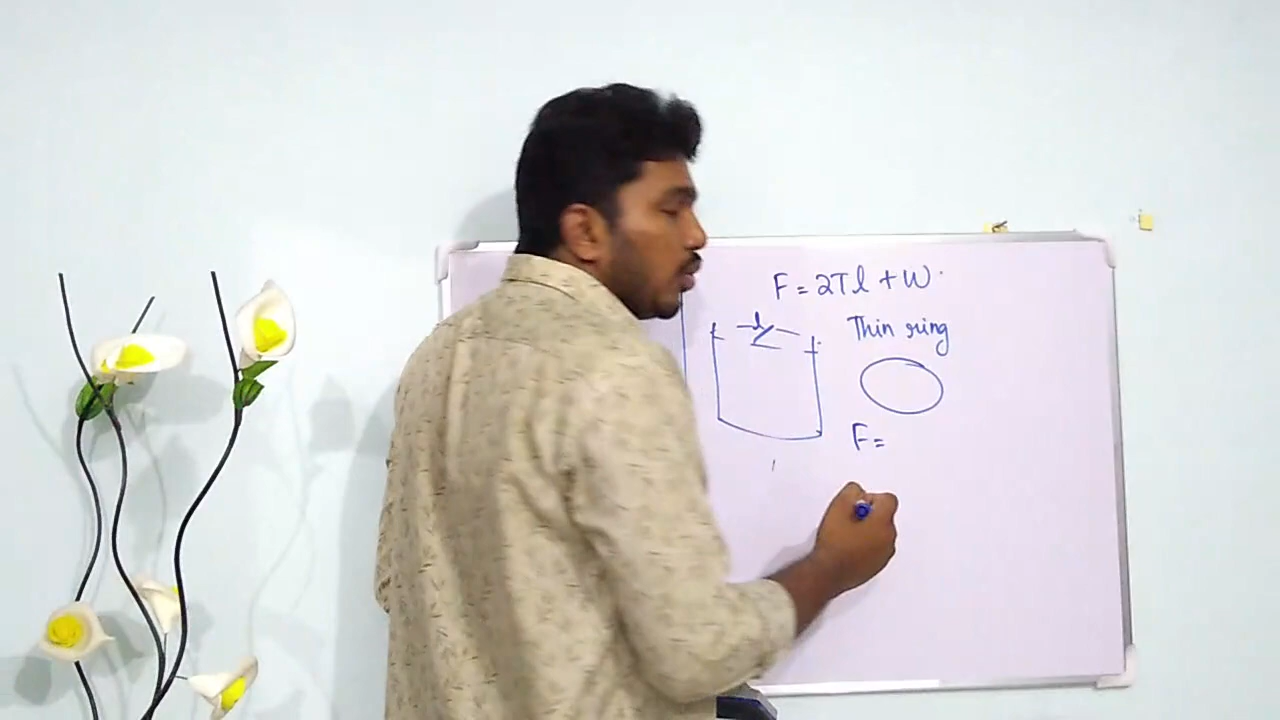 F = 2Tl + W.
l
Thin ring
F =